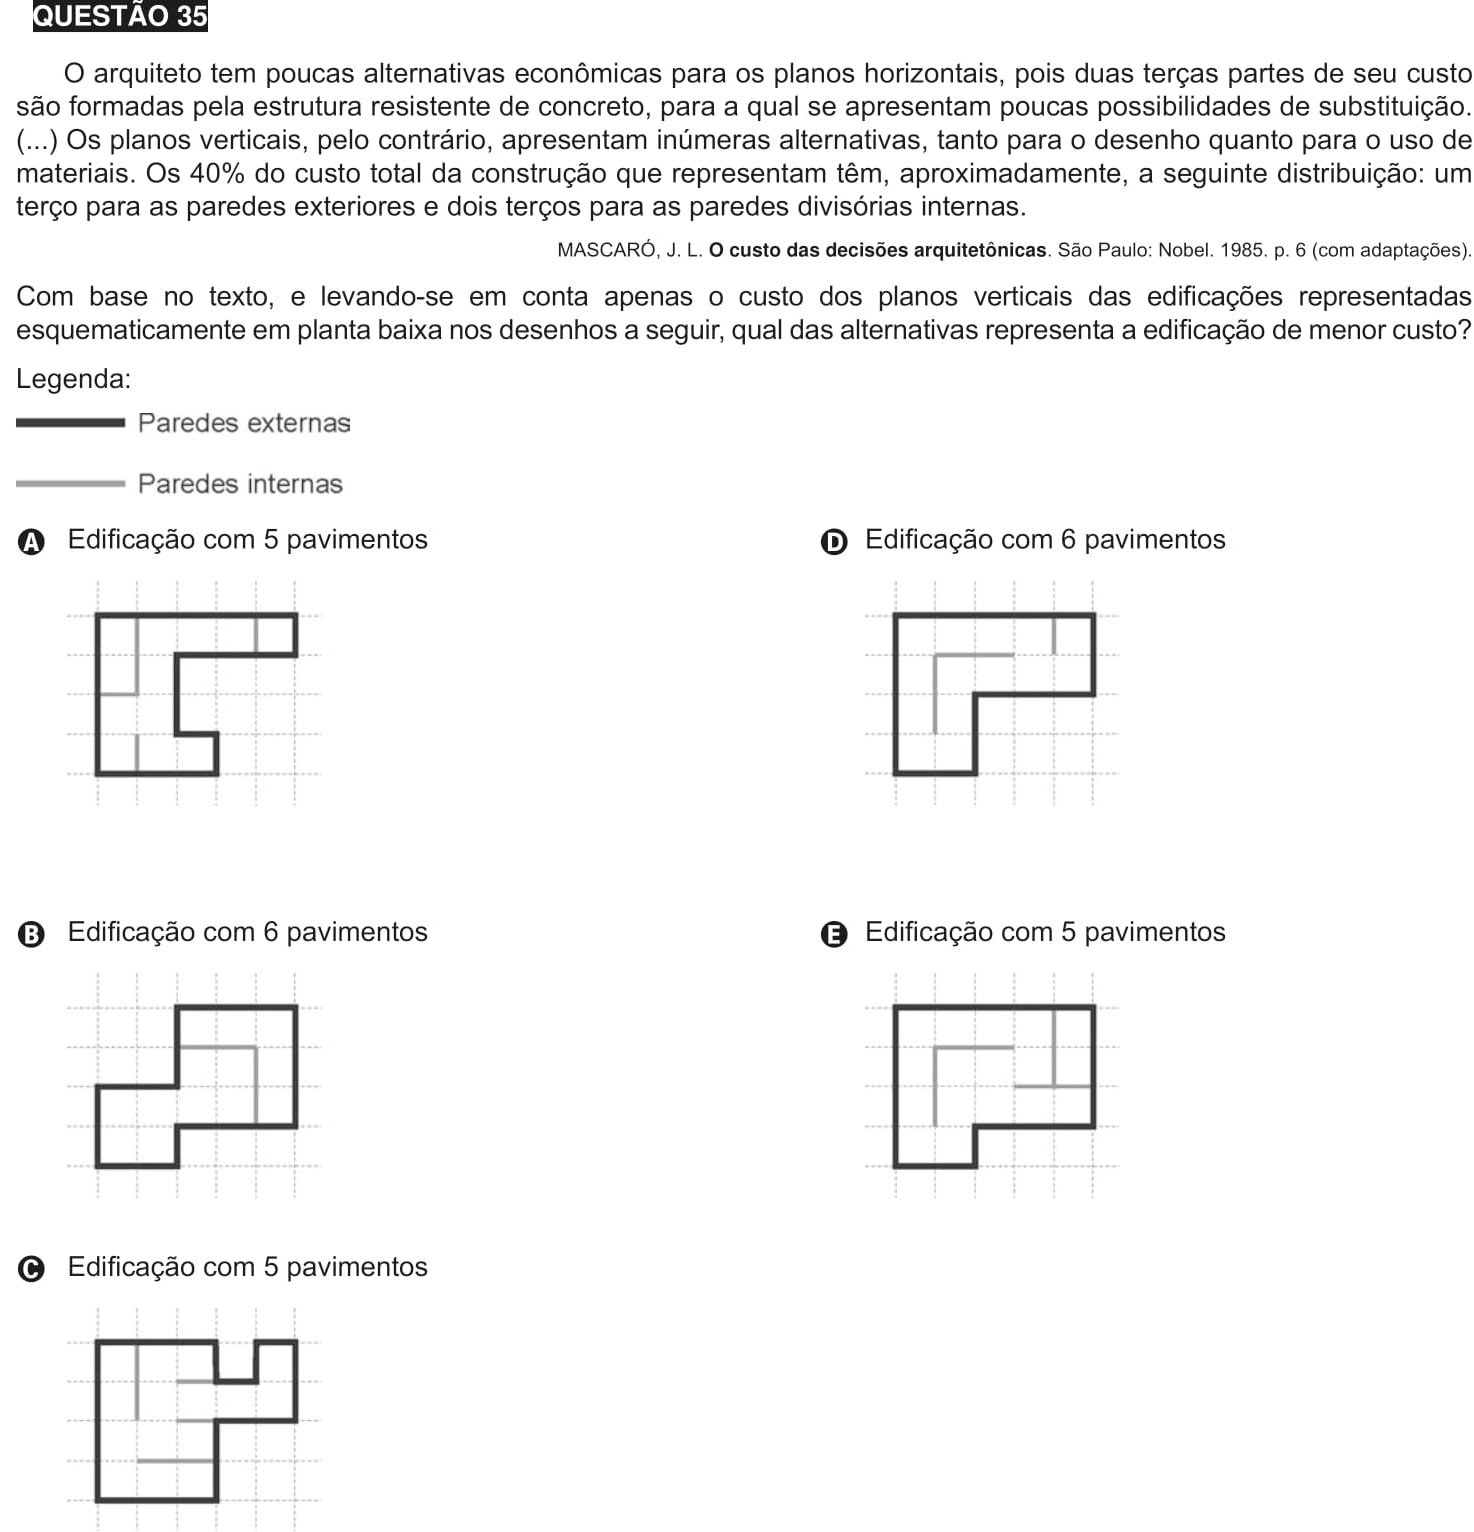 QUESTÃO 35
O arquiteto tem poucas alternativas econômicas para os planos horizontais, pois duas terças partes de seu custo
são formadas pela estrutura resistente de concreto, para a qual se apresentam poucas possibilidades de substituição.
(...) Os planos verticais, pelo contrário, apresentam inúmeras alternativas, tanto para o desenho quanto para o uso de
materiais. Os 40% do custo total da construção que representam têm, aproximadamente, a seguinte distribuição: um
terço para as paredes exteriores e dois terços para as paredes divisórias internas.
MASCARÓ, J. L. O custo das decisões arquitetônicas. São Paulo: Nobel. 1985. p. 6 (com adaptações).
Com base no texto, e levando-se em conta apenas o custo dos planos verticais das edificações representadas
esquematicamente em planta baixa nos desenhos a seguir, qual das alternativas representa a edificação de menor custo?
Legenda:
Paredes externas
Paredes internas
A Edificação com 5 pavimentos
D Edificação com 6 pavimentos
B Edificação com 6 pavimentos
E Edificação com 5 pavimentos
C Edificação com 5 pavimentos